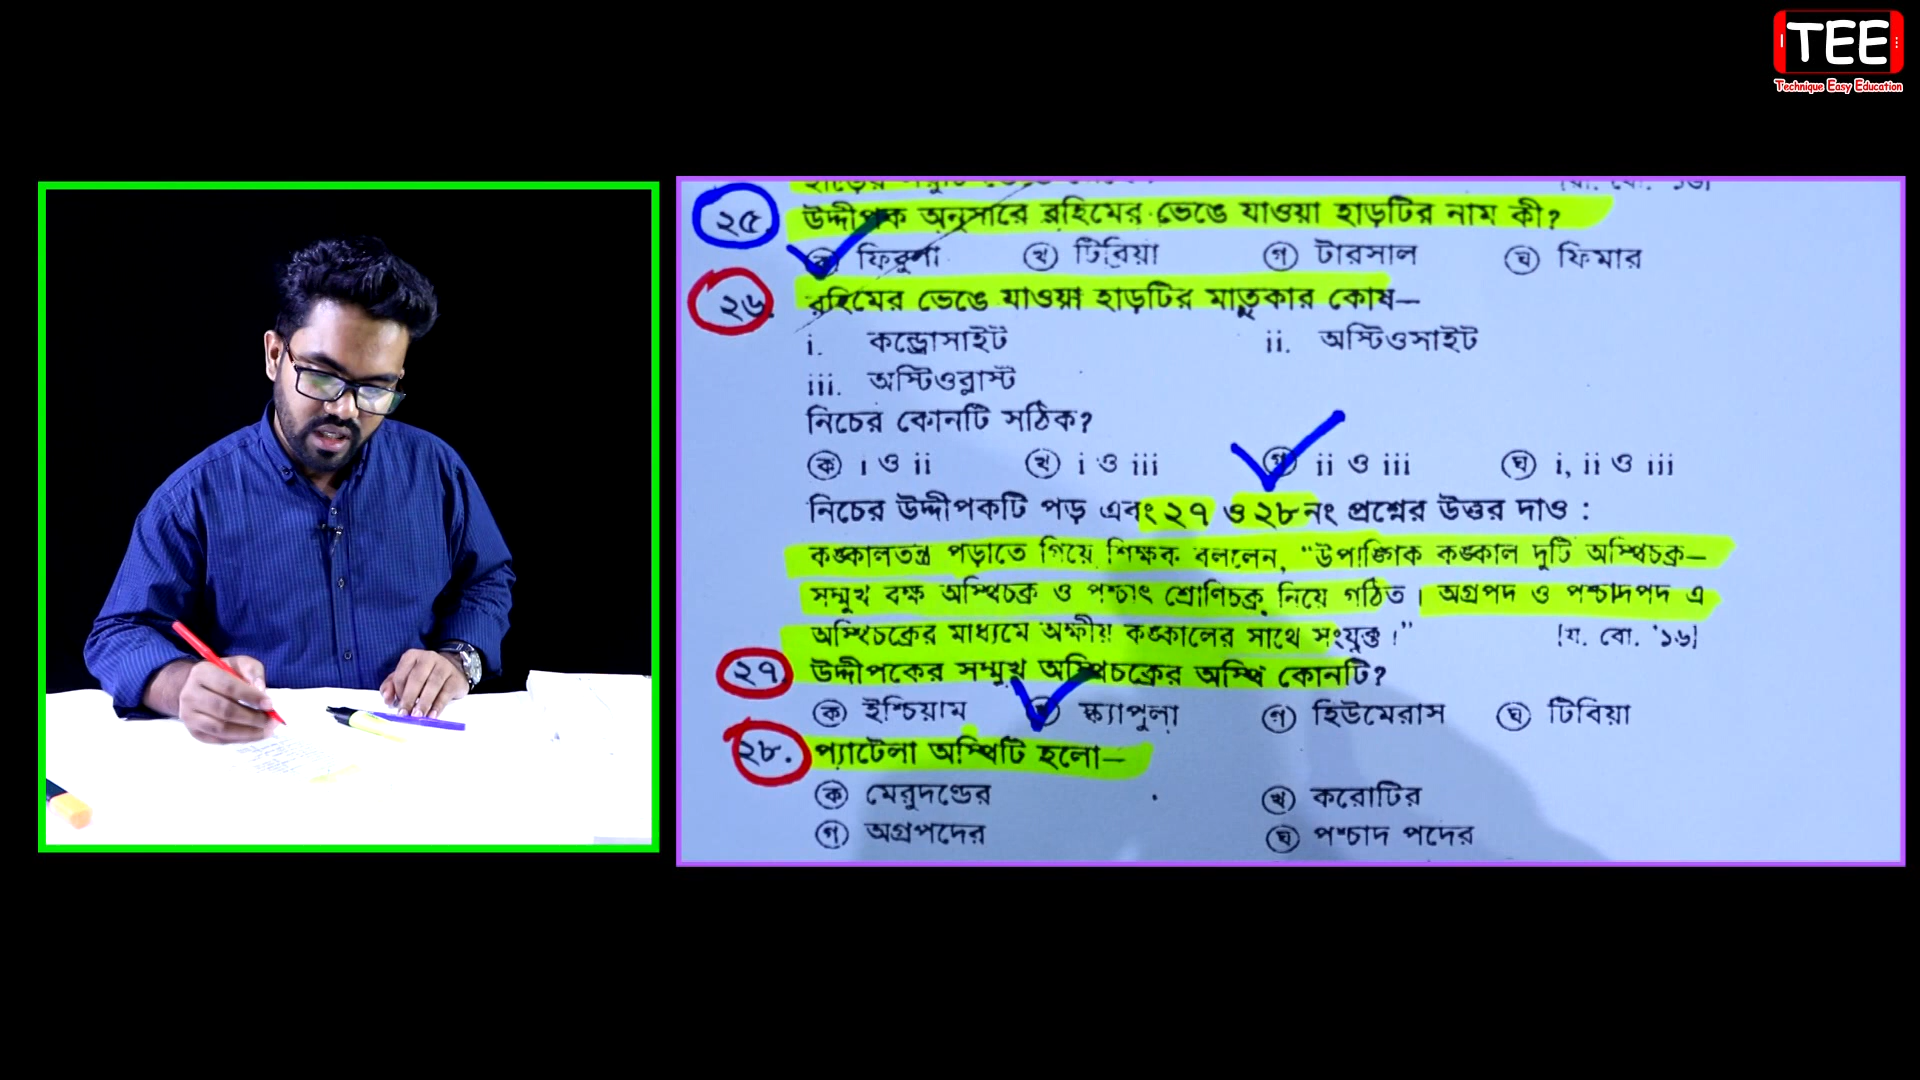 TEE
Technique Easy Education
২৫. উদ্দীপক অনুসারে রহিমের ভেঙে যাওয়া হাড়টির নাম কী?
ক ফিবুলা খ টিবিয়া গ টারসাল ঘ ফিমার
২৬. রহিমের ভেঙে যাওয়া হাড়টির মাতৃকার কোষ—
i. কন্ড্রোসাইট ii. অস্টিওসাইট
iii. অস্টিওব্লাস্ট
নিচের কোনটি সঠিক?
ক i ও ii খ i ও iii গ ii ও iii ঘ i, ii ও iii
নিচের উদ্দীপকটি পড় এবং ২৭ ও ২৮ নং প্রশ্নের উত্তর দাও :
কঙ্কালতন্ত্র পড়াতে গিয়ে শিক্ষক বললেন, “উপাঙ্গিক কঙ্কাল দুটি অস্থিচক্র—
সম্মুখ বক্ষ অস্থিচক্র ও পশ্চাৎ শ্রোণিচক্র নিয়ে গঠিত। অগ্রপদ ও পশ্চাদপদ এ
অস্থিচক্রের মাধ্যমে অক্ষীয় কঙ্কালের সাথে সংযুক্ত।” [য. বো. '১৬]
২৭. উদ্দীপকের সম্মুখ অস্থিচক্রের অস্থি কোনটি?
ক ইশ্চিয়াম স্ক্যাপুলা গ হিউমেরাস ঘ টিবিয়া
২৮. প্যাটেলা অস্থিটি হলো—
ক মেরুদণ্ডের খ করোটির
গ অগ্রপদের ঘ পশ্চাদ পদের